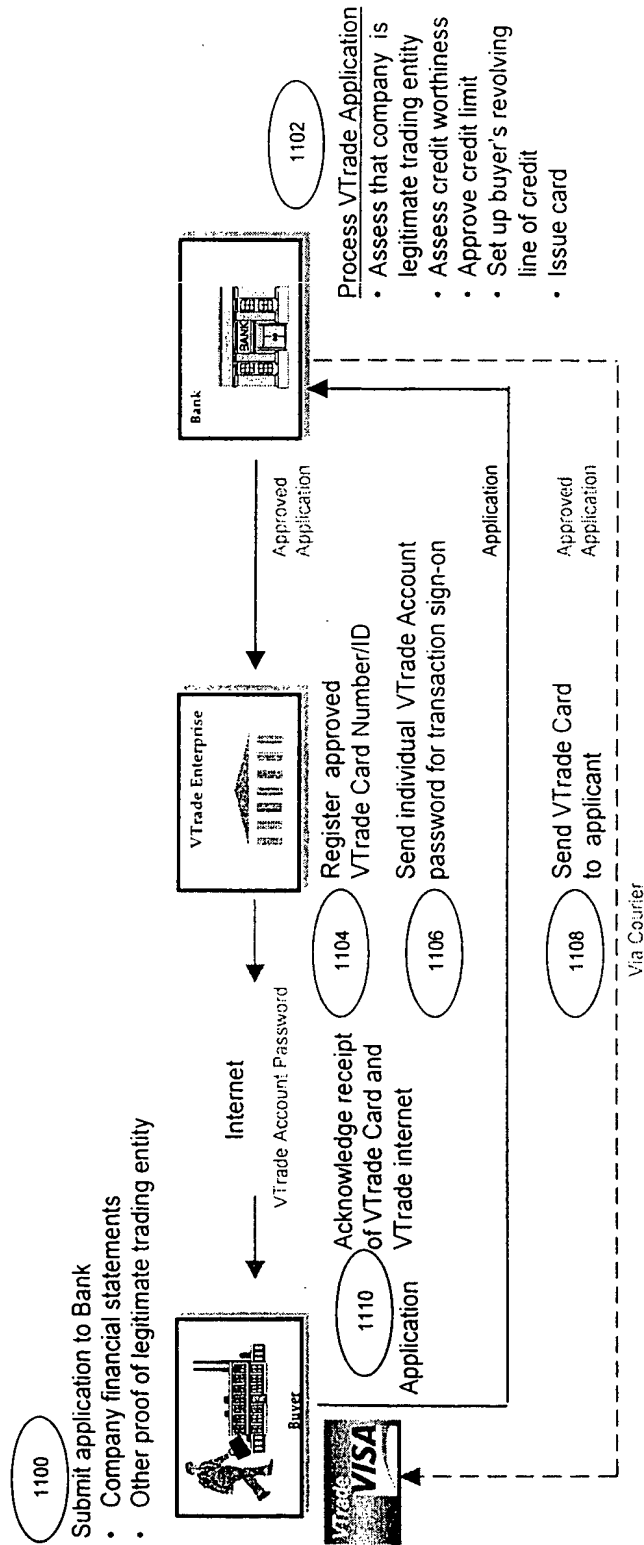 1100
Submit application to Bank
• Company financial statements
• Other proof of legitimate trading entity
Buyer
VTrade
VISA
Internet
VTrade Account Password
1110
Acknowledge receipt
of VTrade Card and
VTrade internet
Application
VTrade Enterprise
1104
Register approved
VTrade Card Number/ID
1106
Send individual VTrade Account
password for transaction sign-on
Approved
Application
Bank
BANK
1102
Process VTrade Application
• Assess that company is
legitimate trading entity
• Assess credit worthiness
• Approve credit limit
• Set up buyer's revolving
line of credit
• Issue card
Application
1108
Send VTrade Card
to applicant
Approved
Application
Via Courier